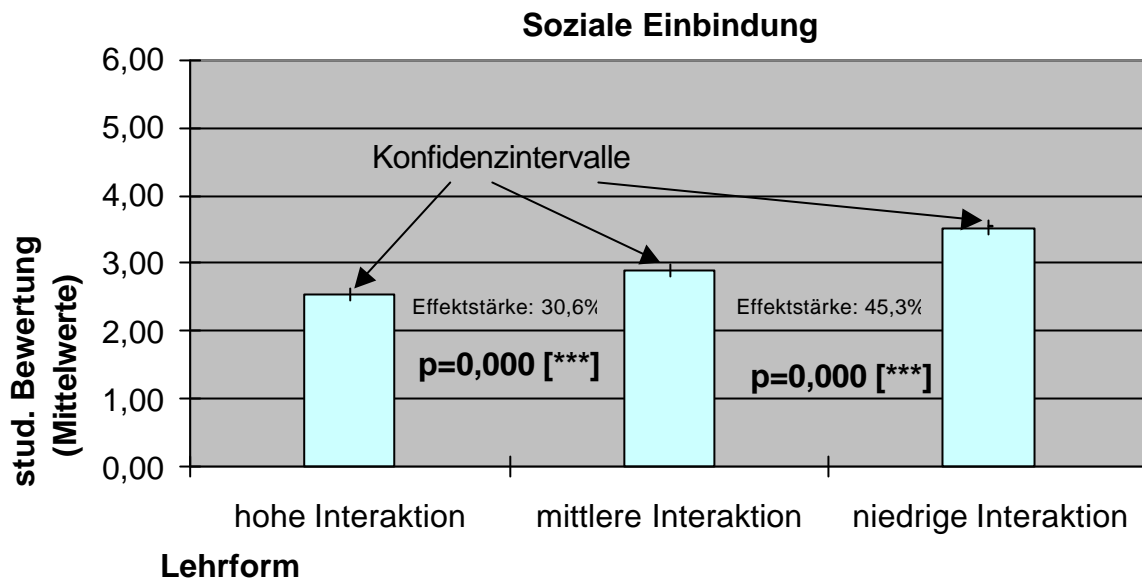 Soziale Einbindung
6,00
5,00
4,00
3,00
2,00
1,00
0,00
stud. Bewertung
(Mittelwerte)
Konfidenzintervalle
Effektstärke: 30,6%
Effektstärke: 45,3%
p=0,000 [***]
p=0,000 [***]
hohe Interaktion
mittlere Interaktion
niedrige Interaktion
Lehrform